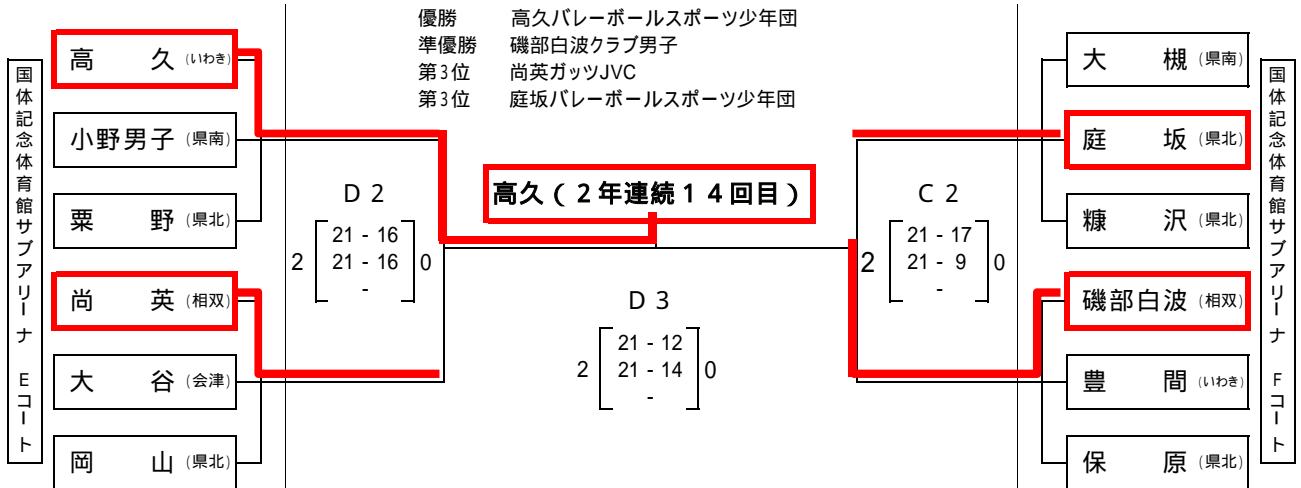 優勝 高久バレーボールスポーツ少年団
準優勝 磯部白波クラブ男子
第3位 尚英ガッツJVC
第3位 庭坂バレーボールスポーツ少年団
国体記念体育館サブアリーナ Eコート
高 久 (いわき)
小野男子 (県南)
粟 野 (県北)
尚 英 (相双)
大 谷 (会津)
岡 山 (県北)
D 2
2 21 - 16 0
21 - 16
-
高久（２年連続１４回目）
D 3
21 - 12
2 21 - 14 0
-
C 2
21 - 17
2 21 - 9 0
-
大 槻 (県南)
庭 坂 (県北)
糠 沢 (県北)
磯部白波 (相双)
豊 間 (いわき)
保 原 (県北)
国体記念体育館サブアリーナ Fコート